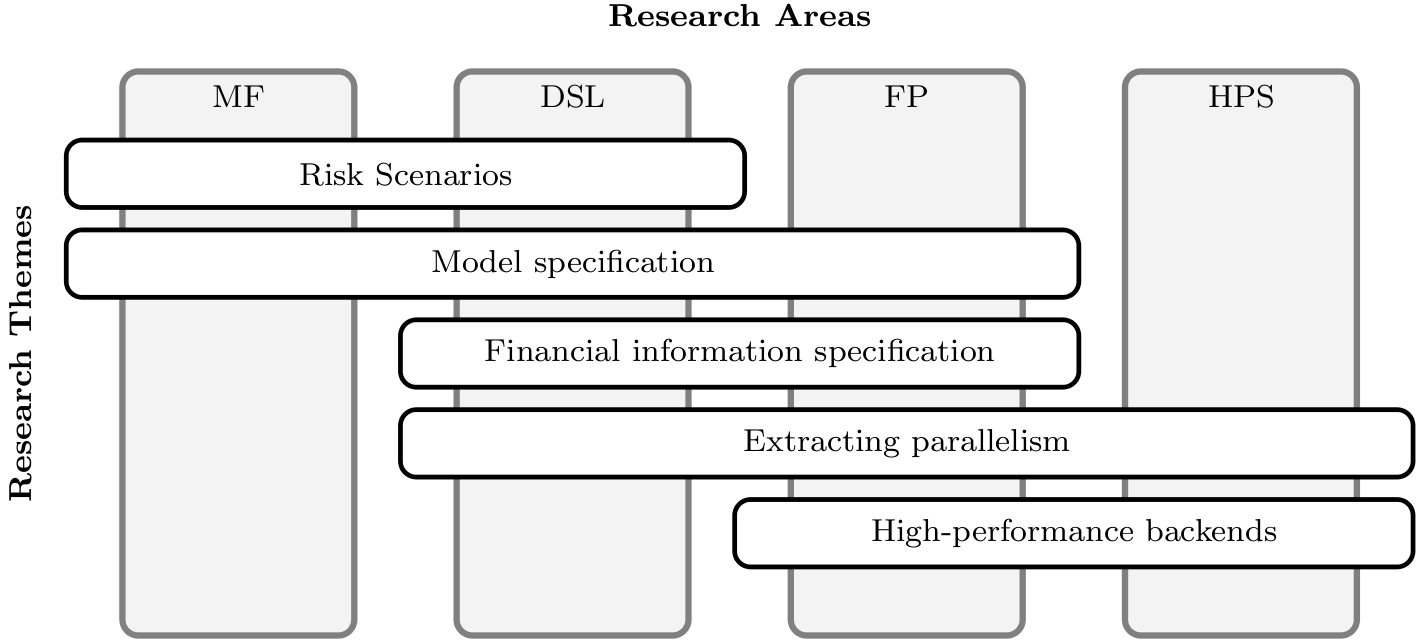 Research Areas
MF
DSL
FP
HPS
Research Themes
Risk Scenarios
Model specification
Financial information specification
Extracting parallelism
High-performance backends